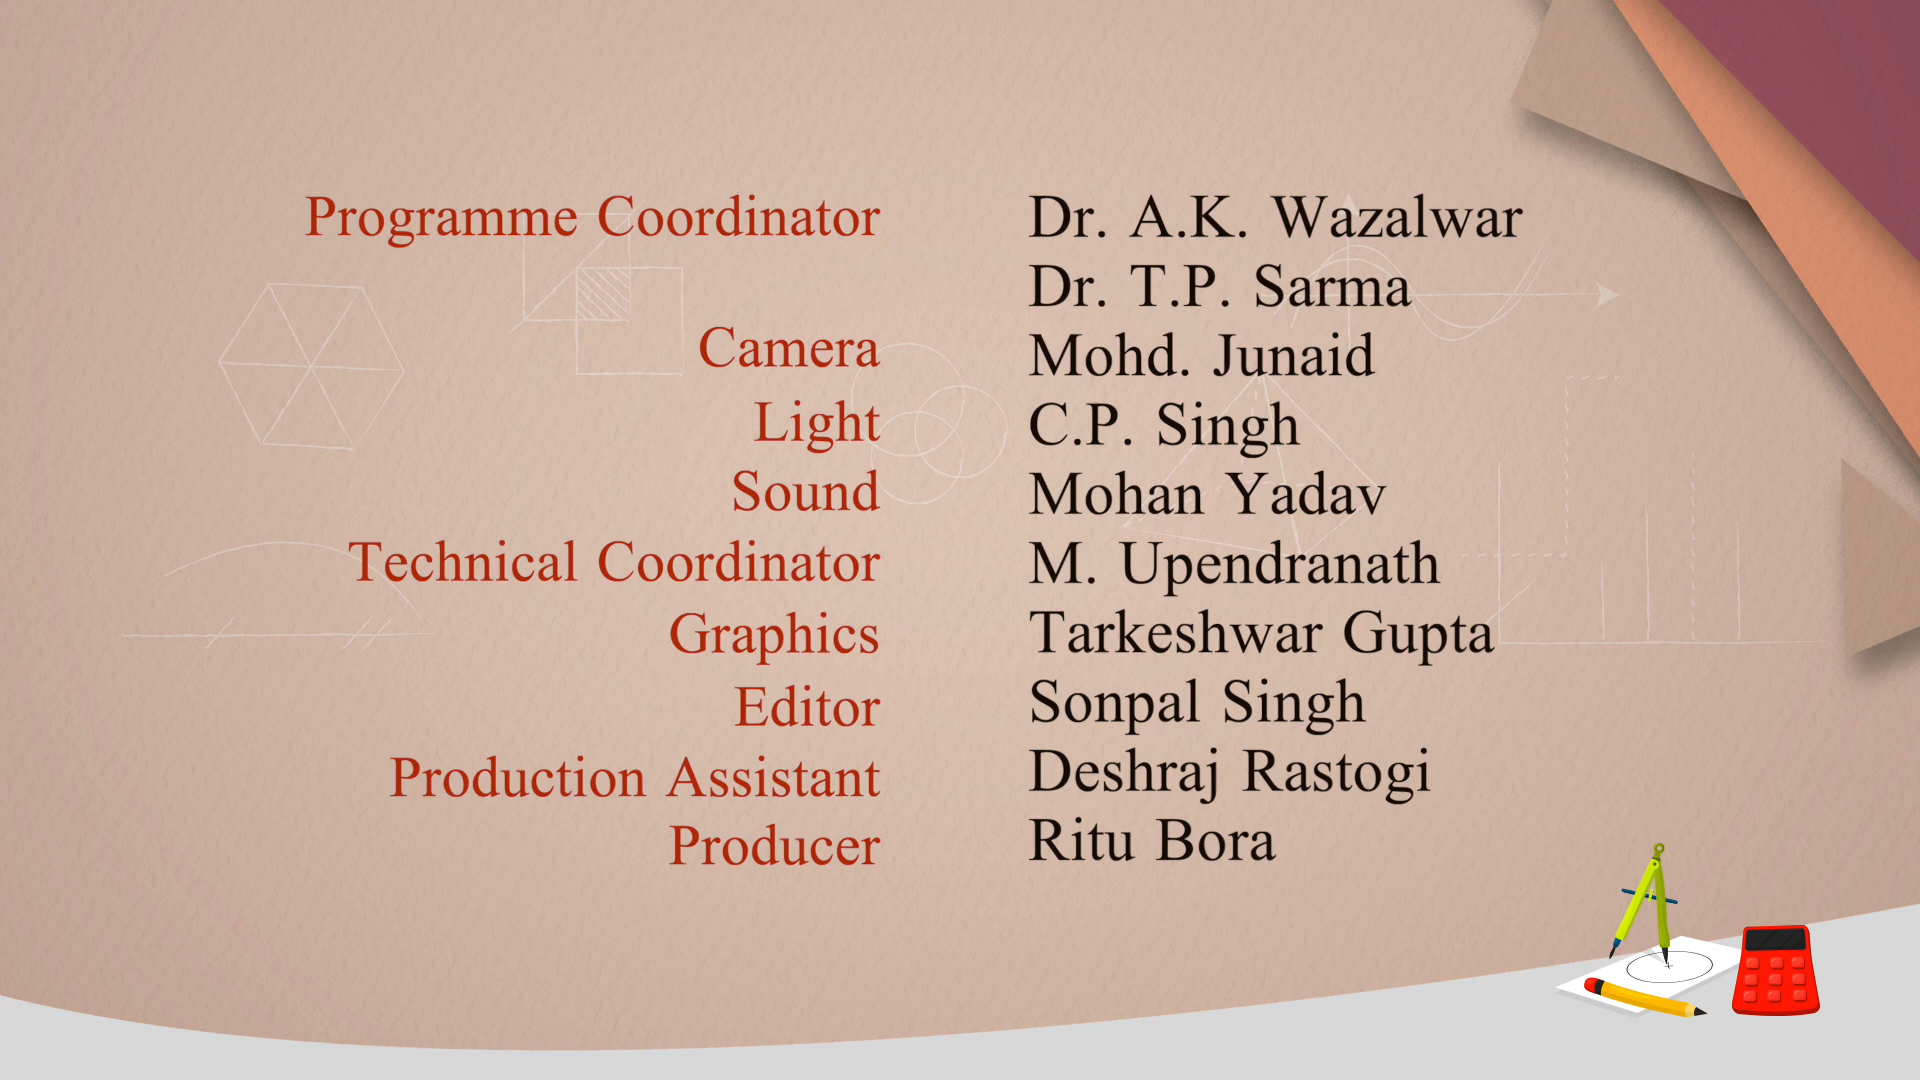 Programme Coordinator Dr. A.K. Wazalwar
Dr. T.P. Sarma
Camera Mohd. Junaid
Light C.P. Singh
Sound Mohan Yadav
Technical Coordinator M. Upendranath
Graphics Tarkeshwar Gupta
Editor Sonpal Singh
Production Assistant Deshraj Rastogi
Producer Ritu Bora